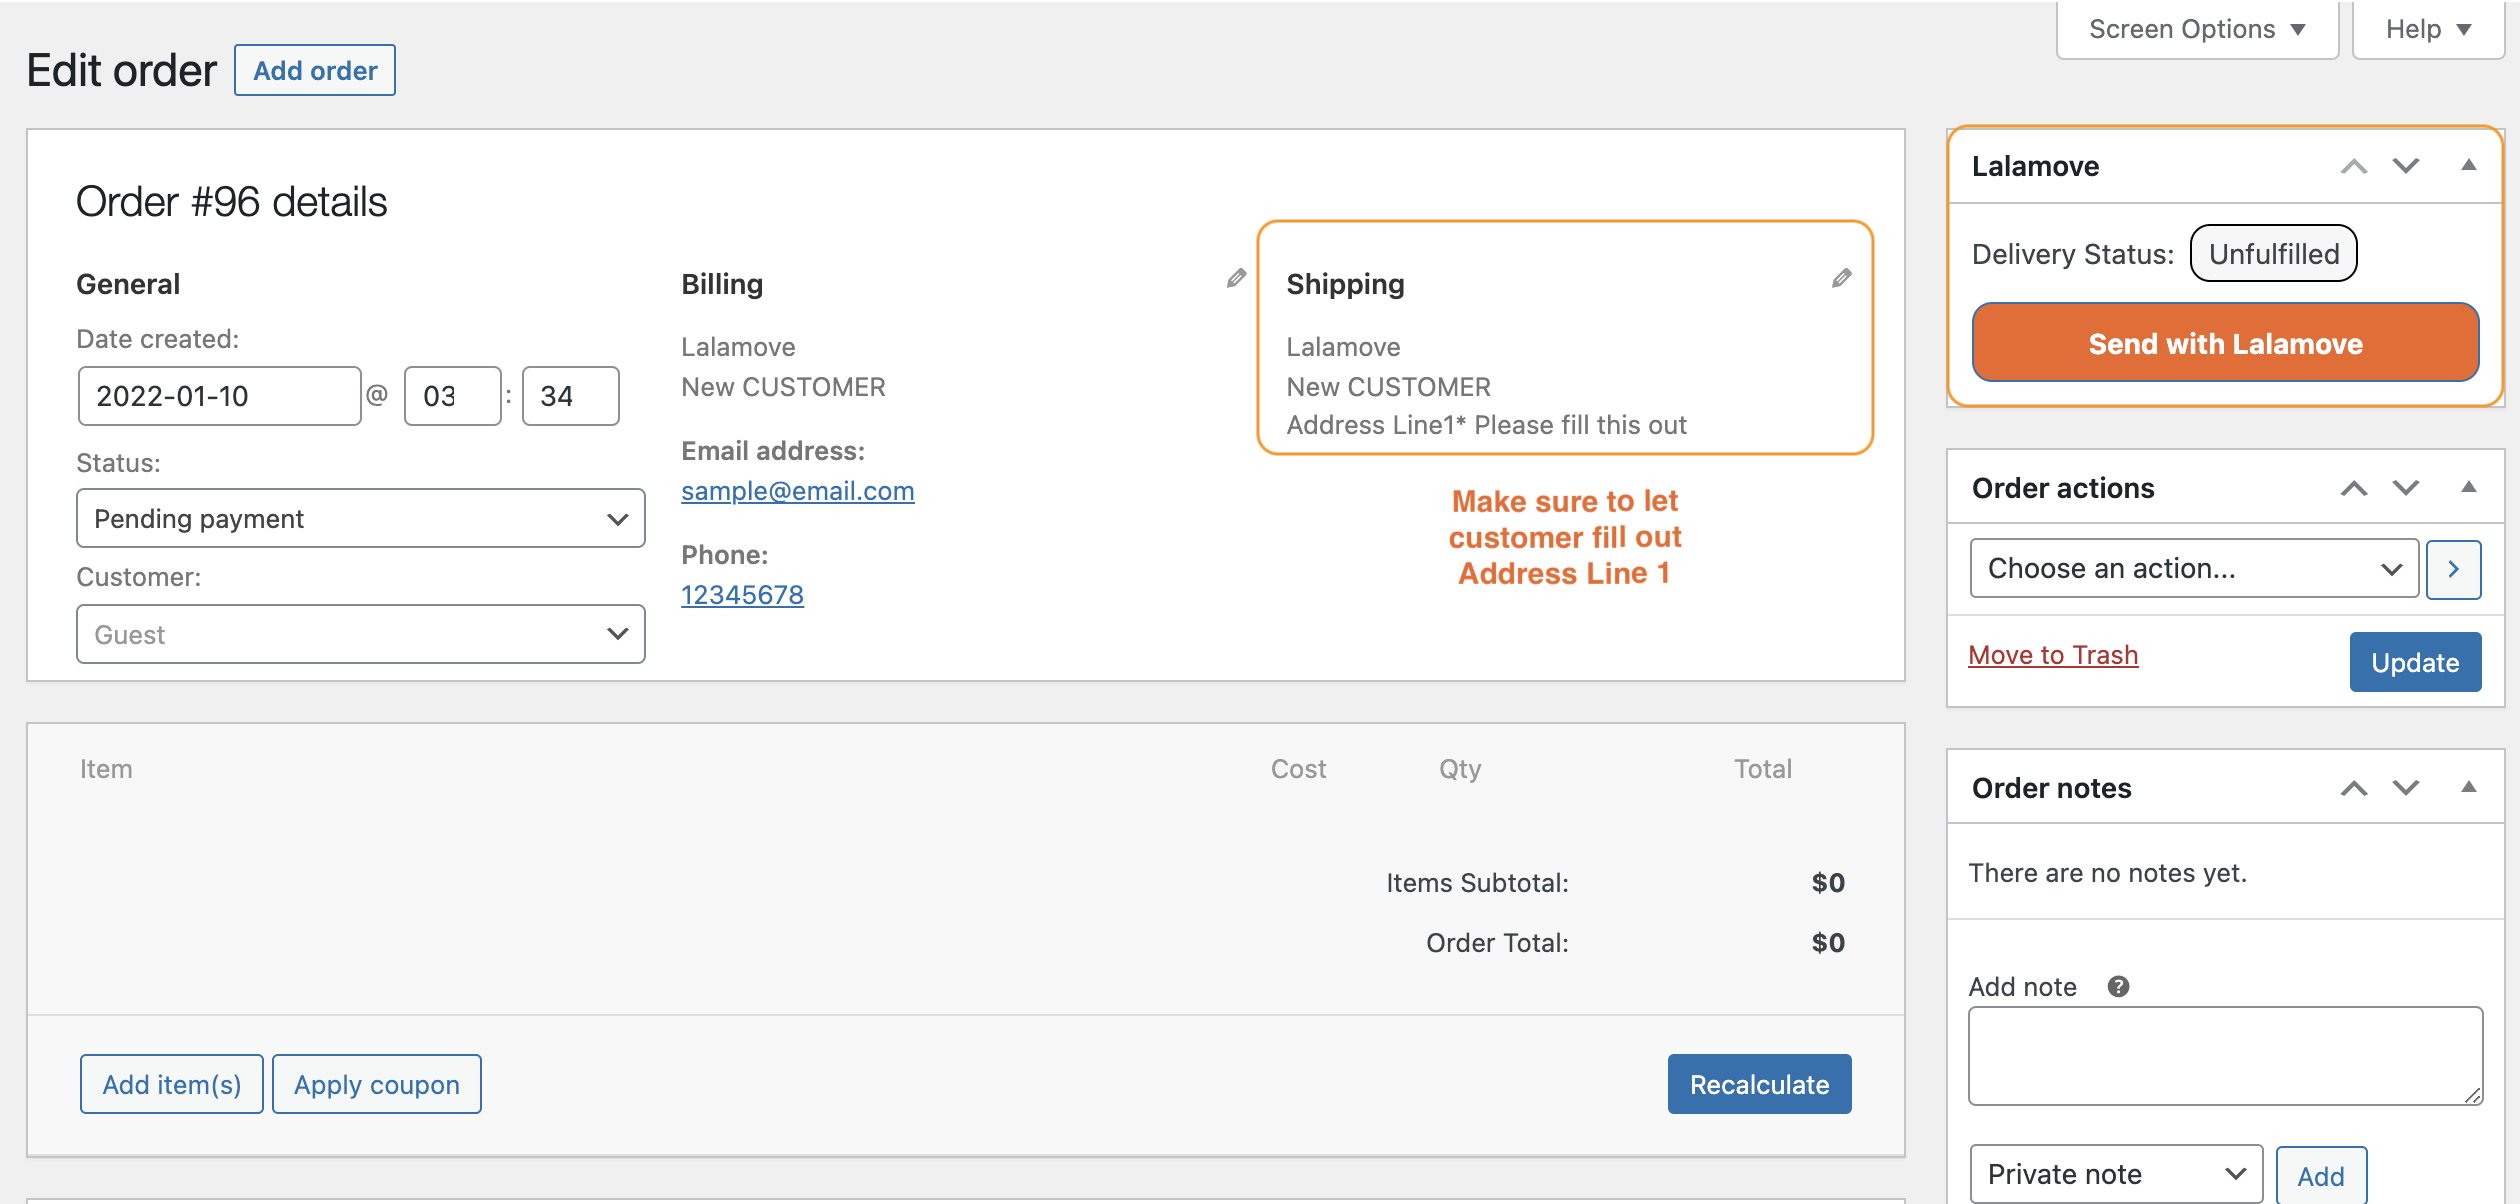 Screen Options ▼
Help ▼
Edit order
Add order
Order #96 details
General
Date created:
2022-01-10 @ 03 : 34
Status:
Pending payment
Customer:
Guest
Billing
Lalamove
New CUSTOMER
Email address:
sample@email.com
Phone:
12345678
Shipping
Lalamove
New CUSTOMER
Address Line1* Please fill this out
Make sure to let
customer fill out
Address Line 1
Item Cost Qty Total
Items Subtotal: $0
Order Total: $0
Add item(s) Apply coupon Recalculate
Lalamove
Delivery Status: Unfulfilled
Send with Lalamove
Order actions
Choose an action...
Move to Trash Update
Order notes
There are no notes yet.
Add note ?
Private note Add